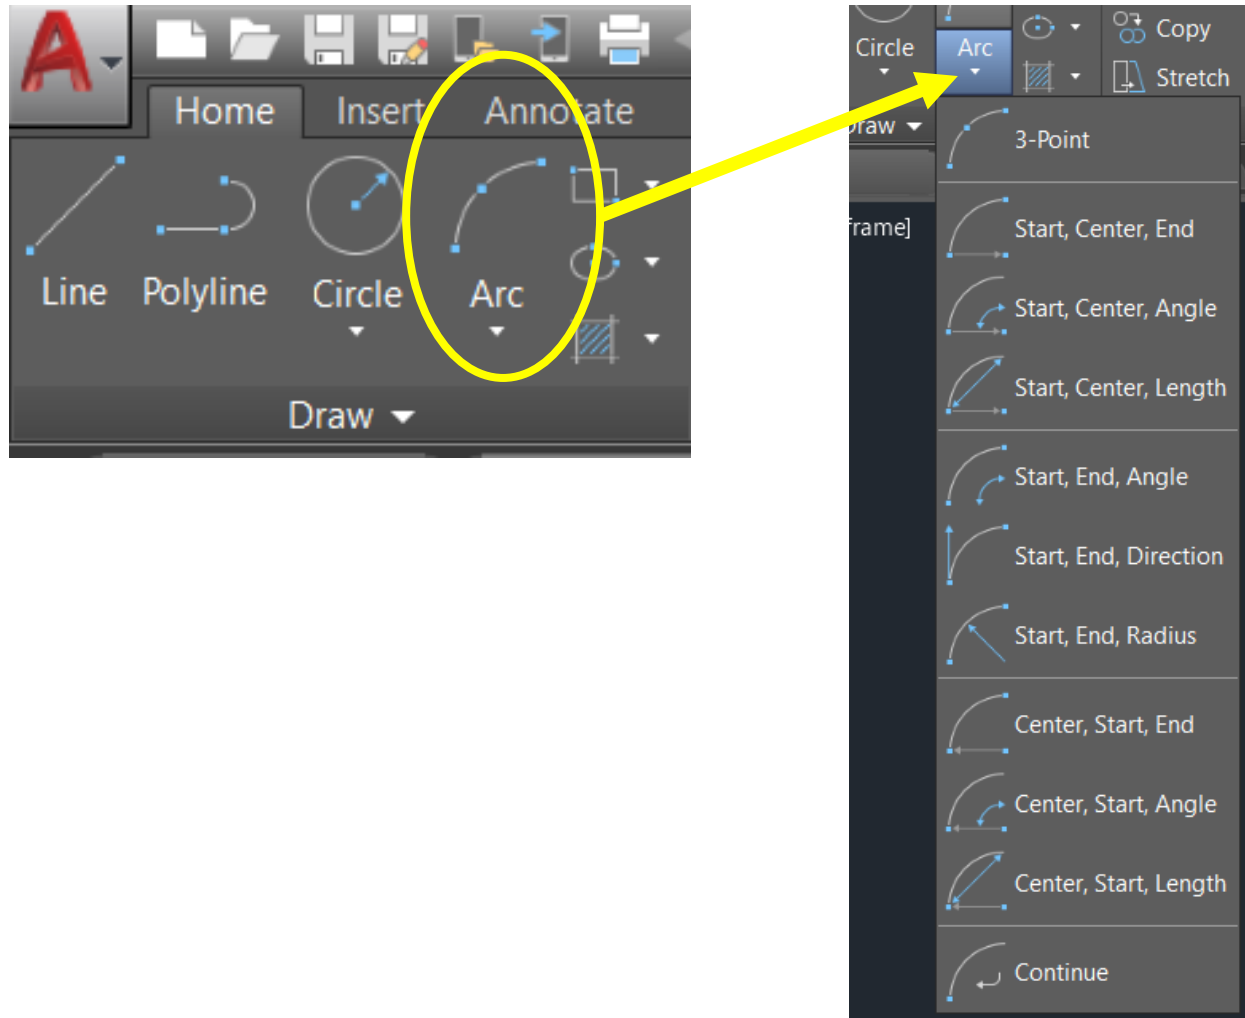 Home Insert Annotate
Line Polyline Circle Arc
Draw
Circle Arc Copy
Stretch
Draw
3-Point
frame]
Start, Center, End
Start, Center, Angle
Start, Center, Length
Start, End, Angle
Start, End, Direction
Start, End, Radius
Center, Start, End
Center, Start, Angle
Center, Start, Length
Continue